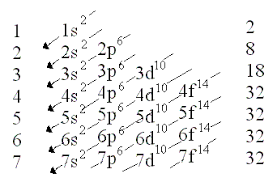 1 1s² 2
2 2s² 2p⁶ 8
3 3s² 3p⁶ 3d¹⁰ 18
4 4s² 4p⁶ 4d¹⁰ 4f¹⁴ 32
5 5s² 5p⁶ 5d¹⁰ 5f¹⁴ 32
6 6s² 6p⁶ 6d¹⁰ 6f¹⁴ 32
7 7s² 7p⁶ 7d¹⁰ 7f¹⁴ 32